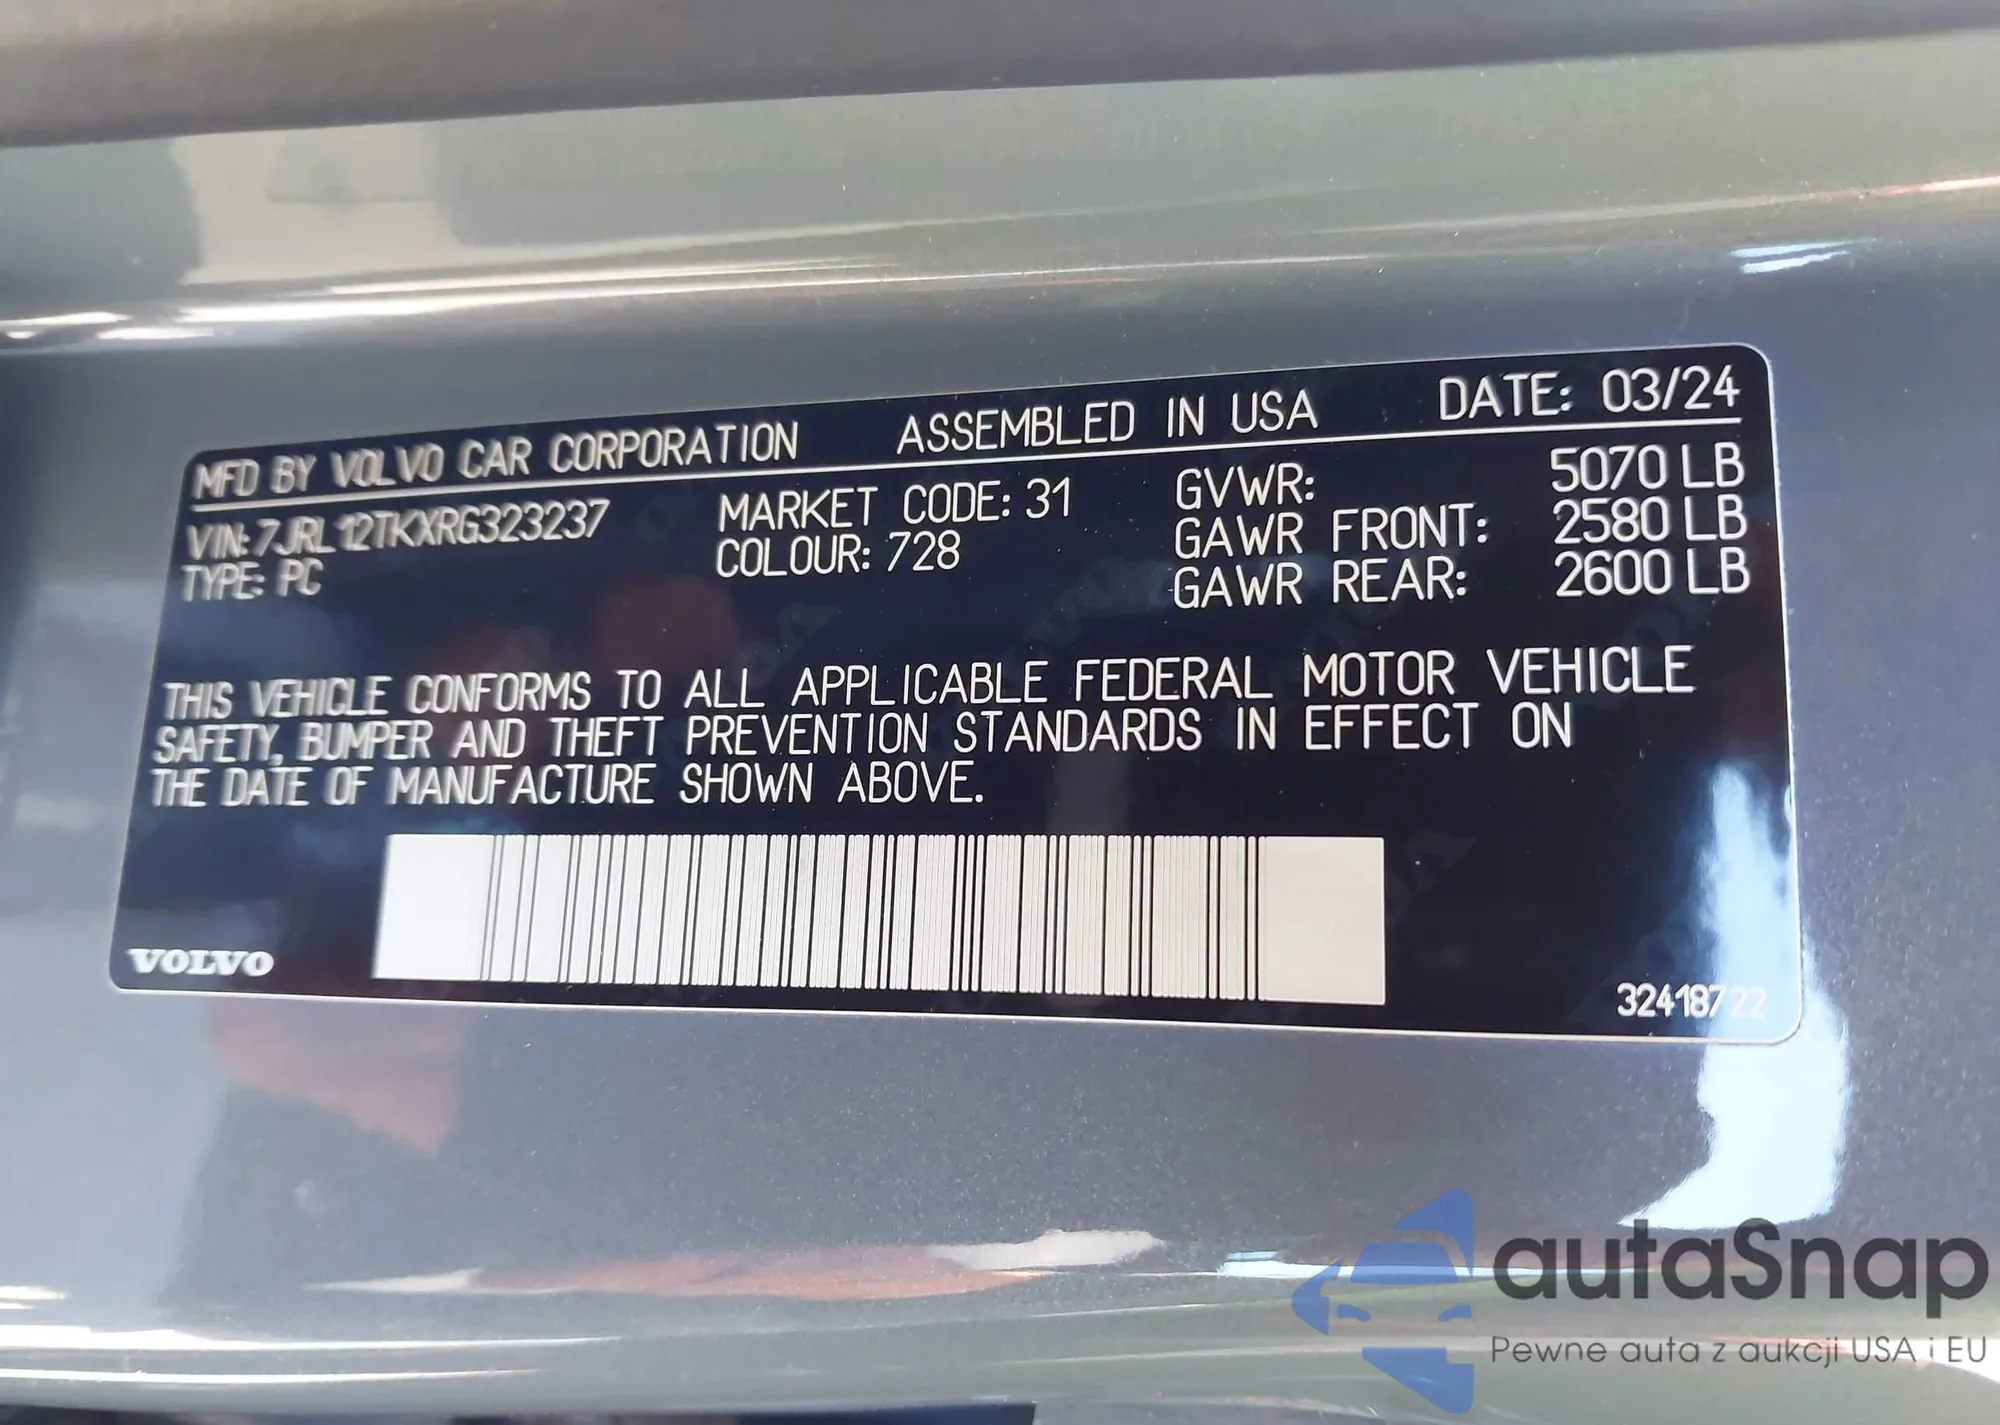 MFD BY VOLVO CAR CORPORATION ASSEMBLED IN USA DATE: 03/24
VIN: 7JRL12TKXRG323237 MARKET CODE: 31 GVWR: 5070 LB
TYPE: PC COLOUR: 728 GAWR FRONT: 2580 LB
GAWR REAR: 2600 LB
THIS VEHICLE CONFORMS TO ALL APPLICABLE FEDERAL MOTOR VEHICLE
SAFETY, BUMPER AND THEFT PREVENTION STANDARDS IN EFFECT ON
THE DATE OF MANUFACTURE SHOWN ABOVE.
VOLVO
32418722
autaSnap
Pewne auta z aukcji USA i EU